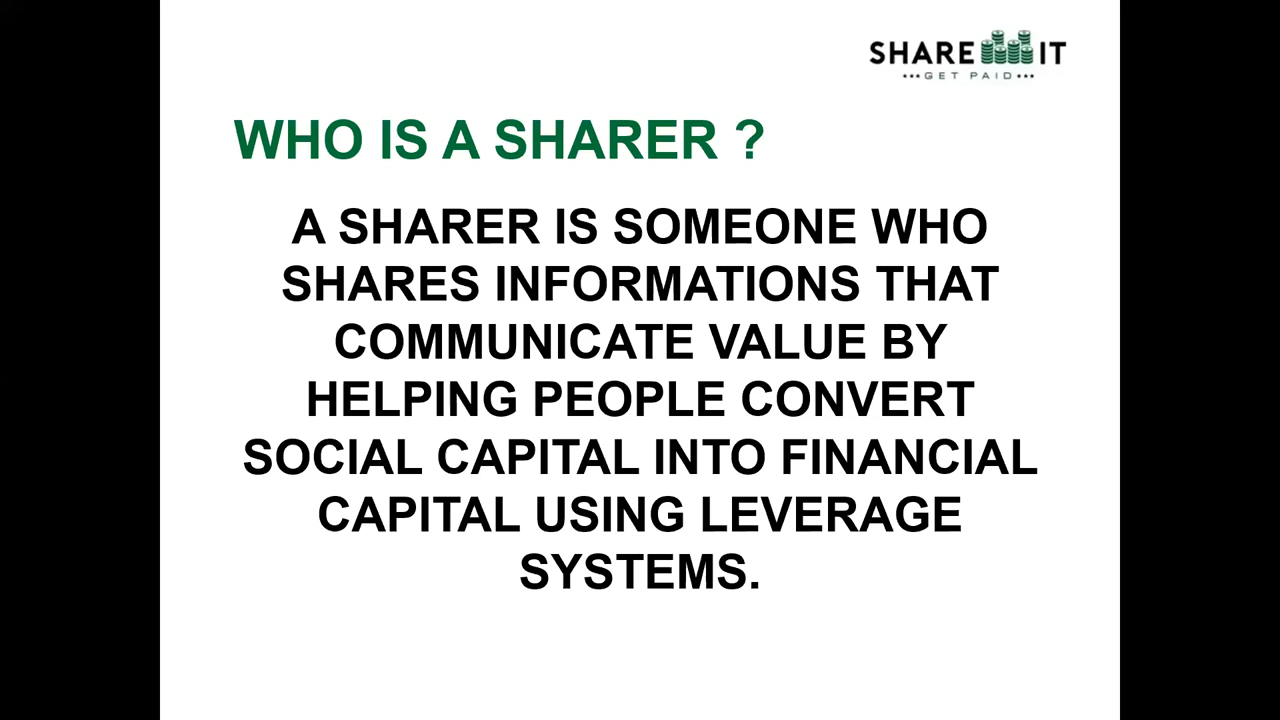 SHARE IT
•••GET PAID•••
WHO IS A SHARER ?
A SHARER IS SOMEONE WHO
SHARES INFORMATIONS THAT
COMMUNICATE VALUE BY
HELPING PEOPLE CONVERT
SOCIAL CAPITAL INTO FINANCIAL
CAPITAL USING LEVERAGE
SYSTEMS.